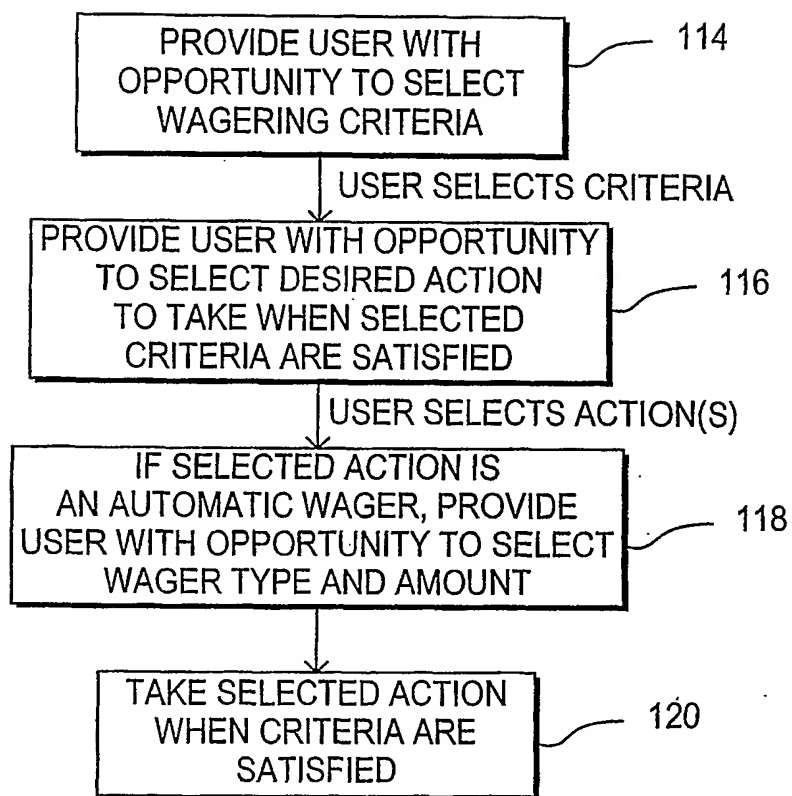 PROVIDE USER WITH
OPPORTUNITY TO SELECT
WAGERING CRITERIA
114
USER SELECTS CRITERIA
PROVIDE USER WITH OPPORTUNITY
TO SELECT DESIRED ACTION
TO TAKE WHEN SELECTED
CRITERIA ARE SATISFIED
116
USER SELECTS ACTION(S)
IF SELECTED ACTION IS
AN AUTOMATIC WAGER, PROVIDE
USER WITH OPPORTUNITY TO SELECT
WAGER TYPE AND AMOUNT
118
TAKE SELECTED ACTION
WHEN CRITERIA ARE
SATISFIED
120